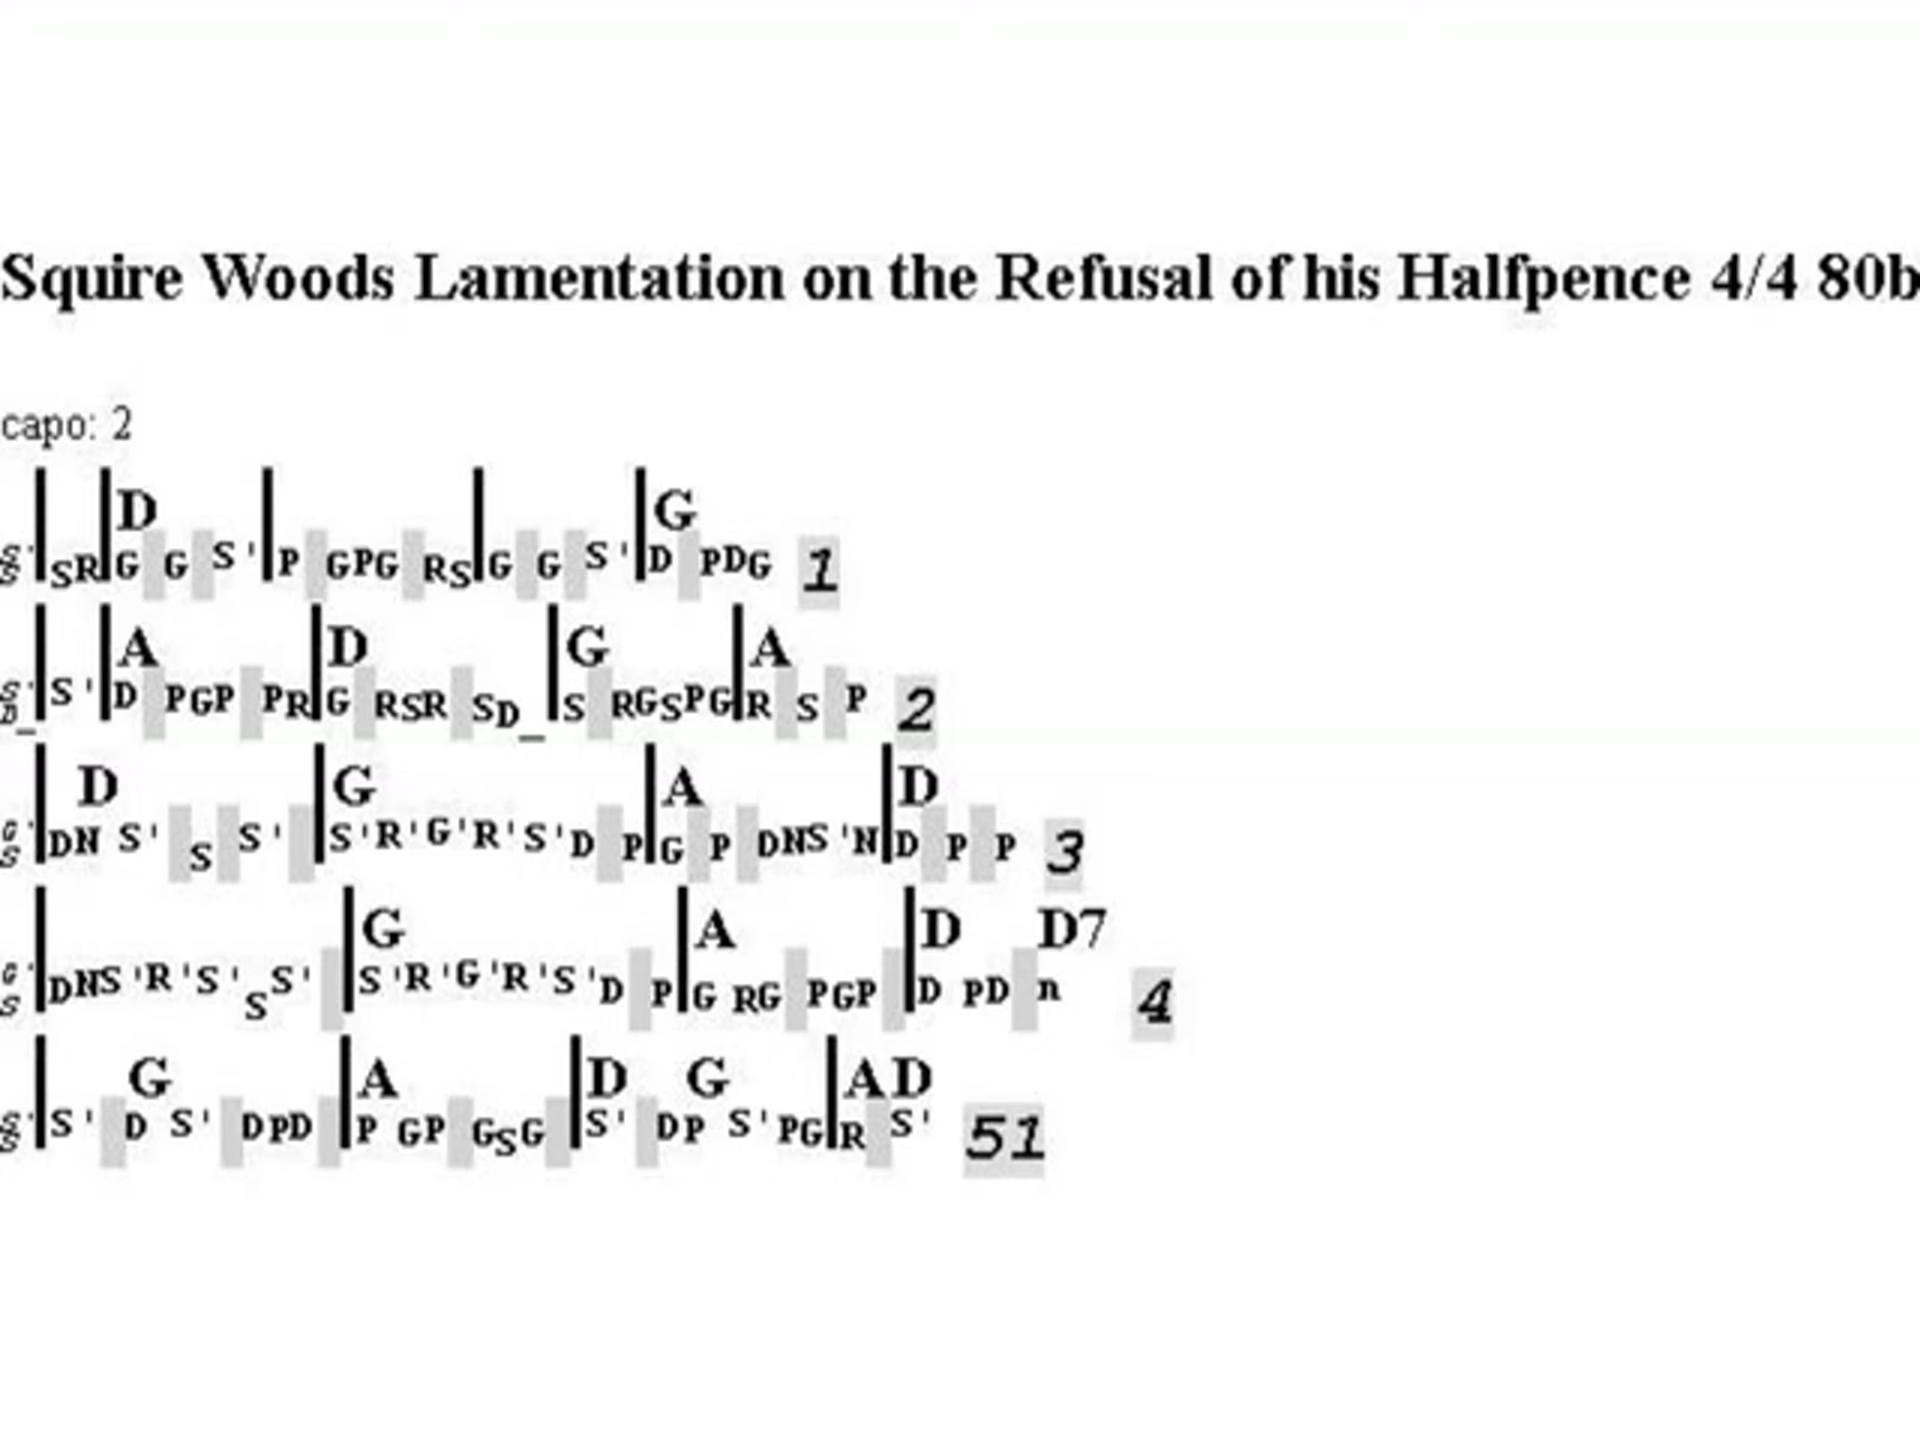 Squire Woods Lamentation on the Refusal of his Halfpence 4/4 80b
capo: 2
D G
S' SR G G S' P GPG RS G G S' D PDG 1
A D G A
S' S' D PGP PR G RSR SD_ S RGSPG R S P 2
D G A D
G' S DN S' S S' S'R'G'R'S'D P G P DNS'N D P P 3
G A D D7
G' S DNS'R'S'SS' S'R'G'R'S'D P G RG PGP D PD n 4
G A D G A D
S' S' D S' DPD P GP GSG S' DP S'PG R S' 51